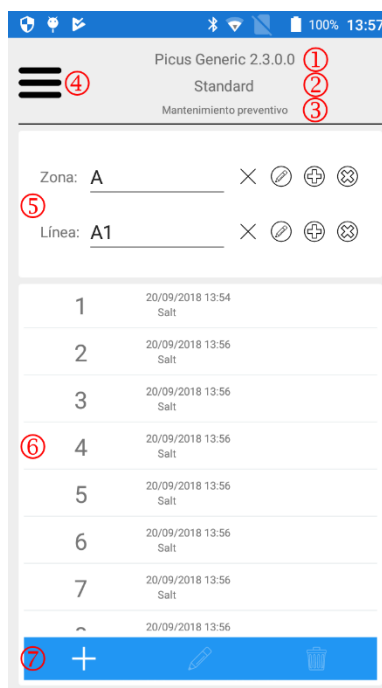 100% 13:57
Picus Generic 2.3.0.0 ①
④ Standard ②
Mantenimiento preventivo ③
Zona: A
⑤
Línea: A1
1 20/09/2018 13:54
Salt
2 20/09/2018 13:56
Salt
3 20/09/2018 13:56
Salt
⑥ 4 20/09/2018 13:56
Salt
5 20/09/2018 13:56
Salt
6 20/09/2018 13:56
Salt
7 20/09/2018 13:56
Salt
20/09/2018 13:56
⑦